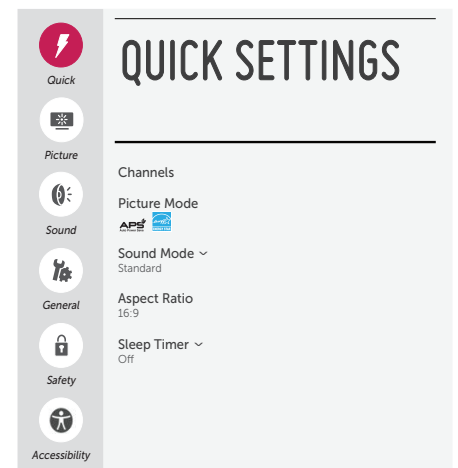 QUICK SETTINGS
Quick
Picture
Sound
General
Safety
Accessibility
Channels
Picture Mode
APS
Sound Mode
Standard
Aspect Ratio
16:9
Sleep Timer
Off